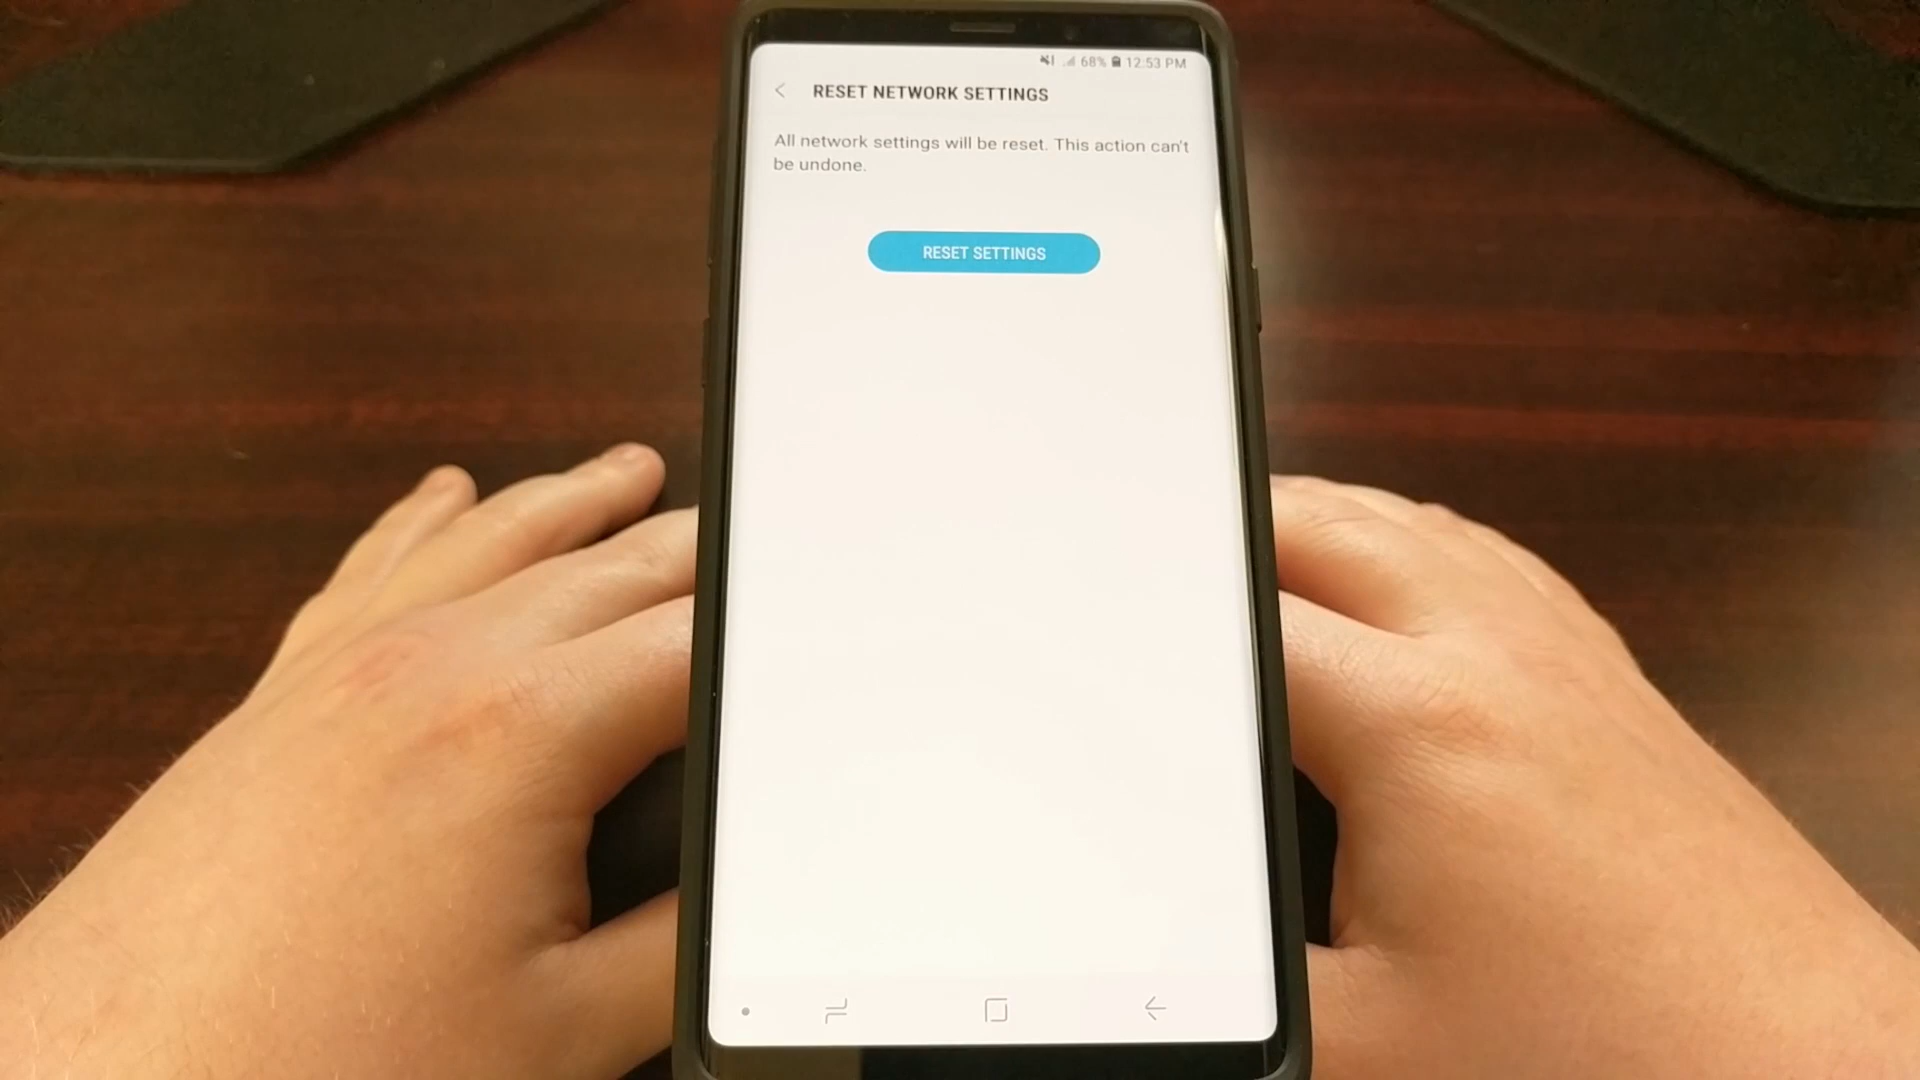 68% 12:53 PM
RESET NETWORK SETTINGS
All network settings will be reset. This action can't
be undone.
RESET SETTINGS